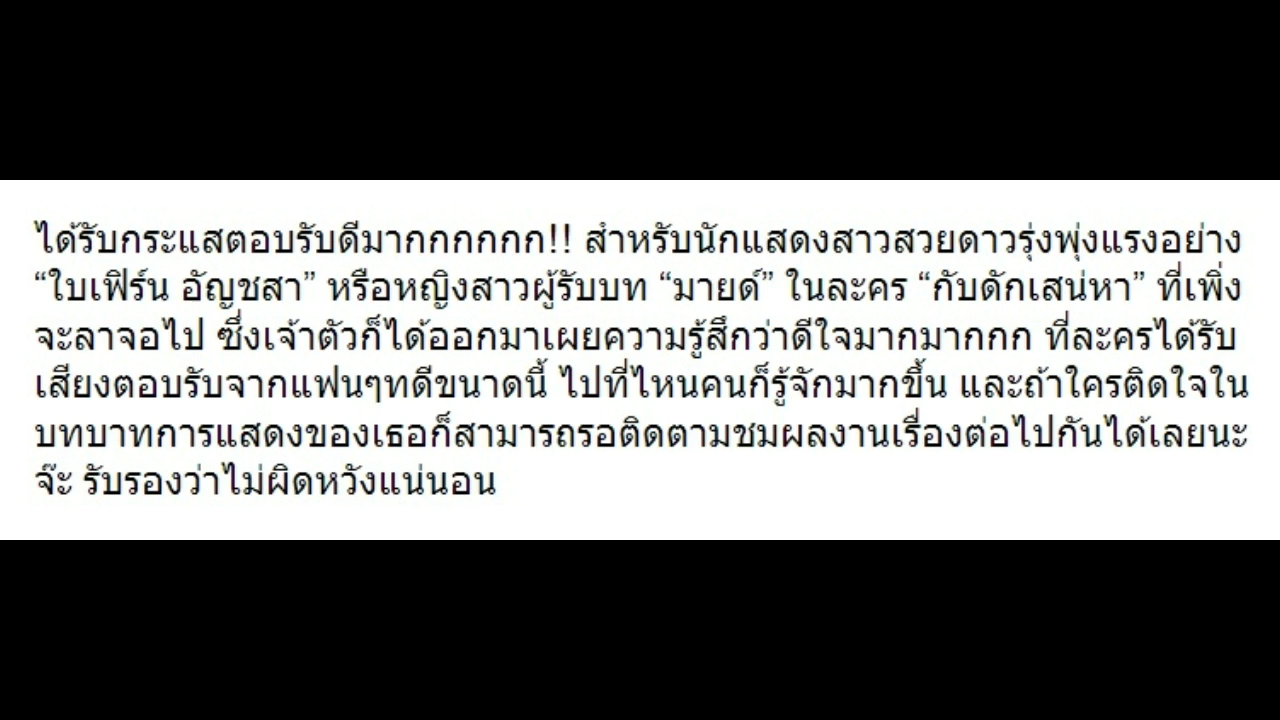 ได้รับกระแสตอบรับดีมากกกกกก!! สำหรับนักแสดงสาวสวยดาวรุ่งพุ่งแรงอย่าง
“ใบเฟิร์น อัญชสา” หรือหญิงสาวผู้รับบท “มายด์” ในละคร “กับดักเสน่หา” ที่เพิ่ง
จะลาจอไป ซึ่งเจ้าตัวก็ได้ออกมาเผยความรู้สึกว่าดีใจมากมากกก ที่ละครได้รับ
เสียงตอบรับจากแฟนๆทดีขนาดนี้ ไปที่ไหนคนก็รู้จักมากขึ้น และถ้าใครติดใจใน
บทบาทการแสดงของเธอก็สามารถรอติดตามชมผลงานเรื่องต่อไปกันได้เลยนะ
จ๊ะ รับรองว่าไม่ผิดหวังแน่นอน